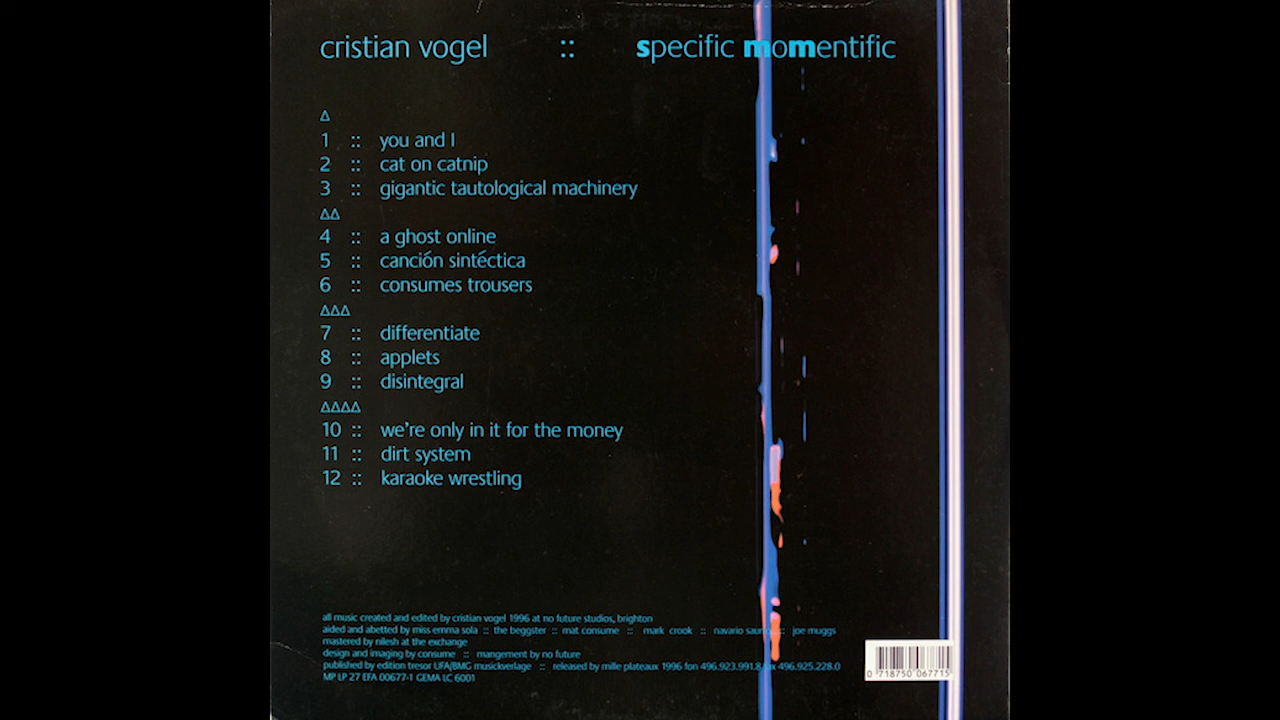 cristian vogel :: specific momentific
Δ
1 :: you and I
2 :: cat on catnip
3 :: gigantic tautological machinery
ΔΔ
4 :: a ghost online
5 :: canción sintéctica
6 :: consumes trousers
ΔΔΔ
7 :: differentiate
8 :: applets
9 :: disintegral
ΔΔΔΔ
10 :: we're only in it for the money
11 :: dirt system
12 :: karaoke wrestling
all music created and edited by cristian vogel 1996 at no future studios, brighton
aided and abetted by miss emma sola :: the beggster :: mat consume :: mark crook :: navario :: joe muggs
mastered by nilesh at the exchange
design and imaging by consume :: mangement by no future
published by edition tresor UFA/BMG musickverlage :: released by mille plateaux 1996 fon 496.923.991.8 fax 496.925.228.0
MP LP 27 EFA 00677-1 GEMA LC 6001
0 718750 067715